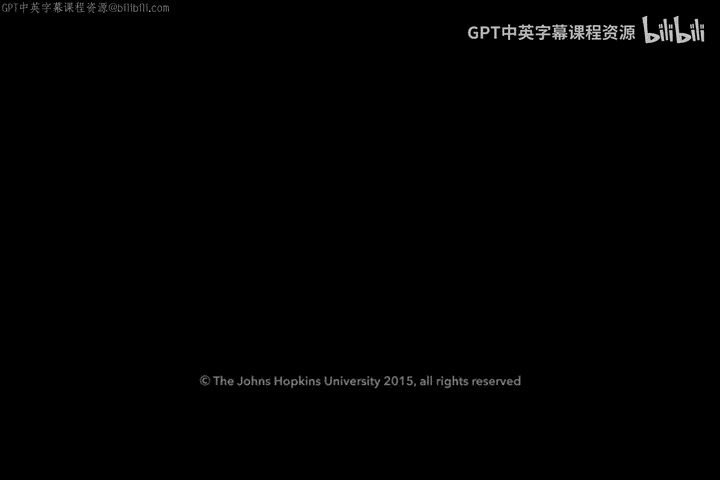 GPT中英字幕课程资源@bilibili.com
GPT中英字幕课程资源 bilibili
© The Johns Hopkins University 2015, all rights reserved